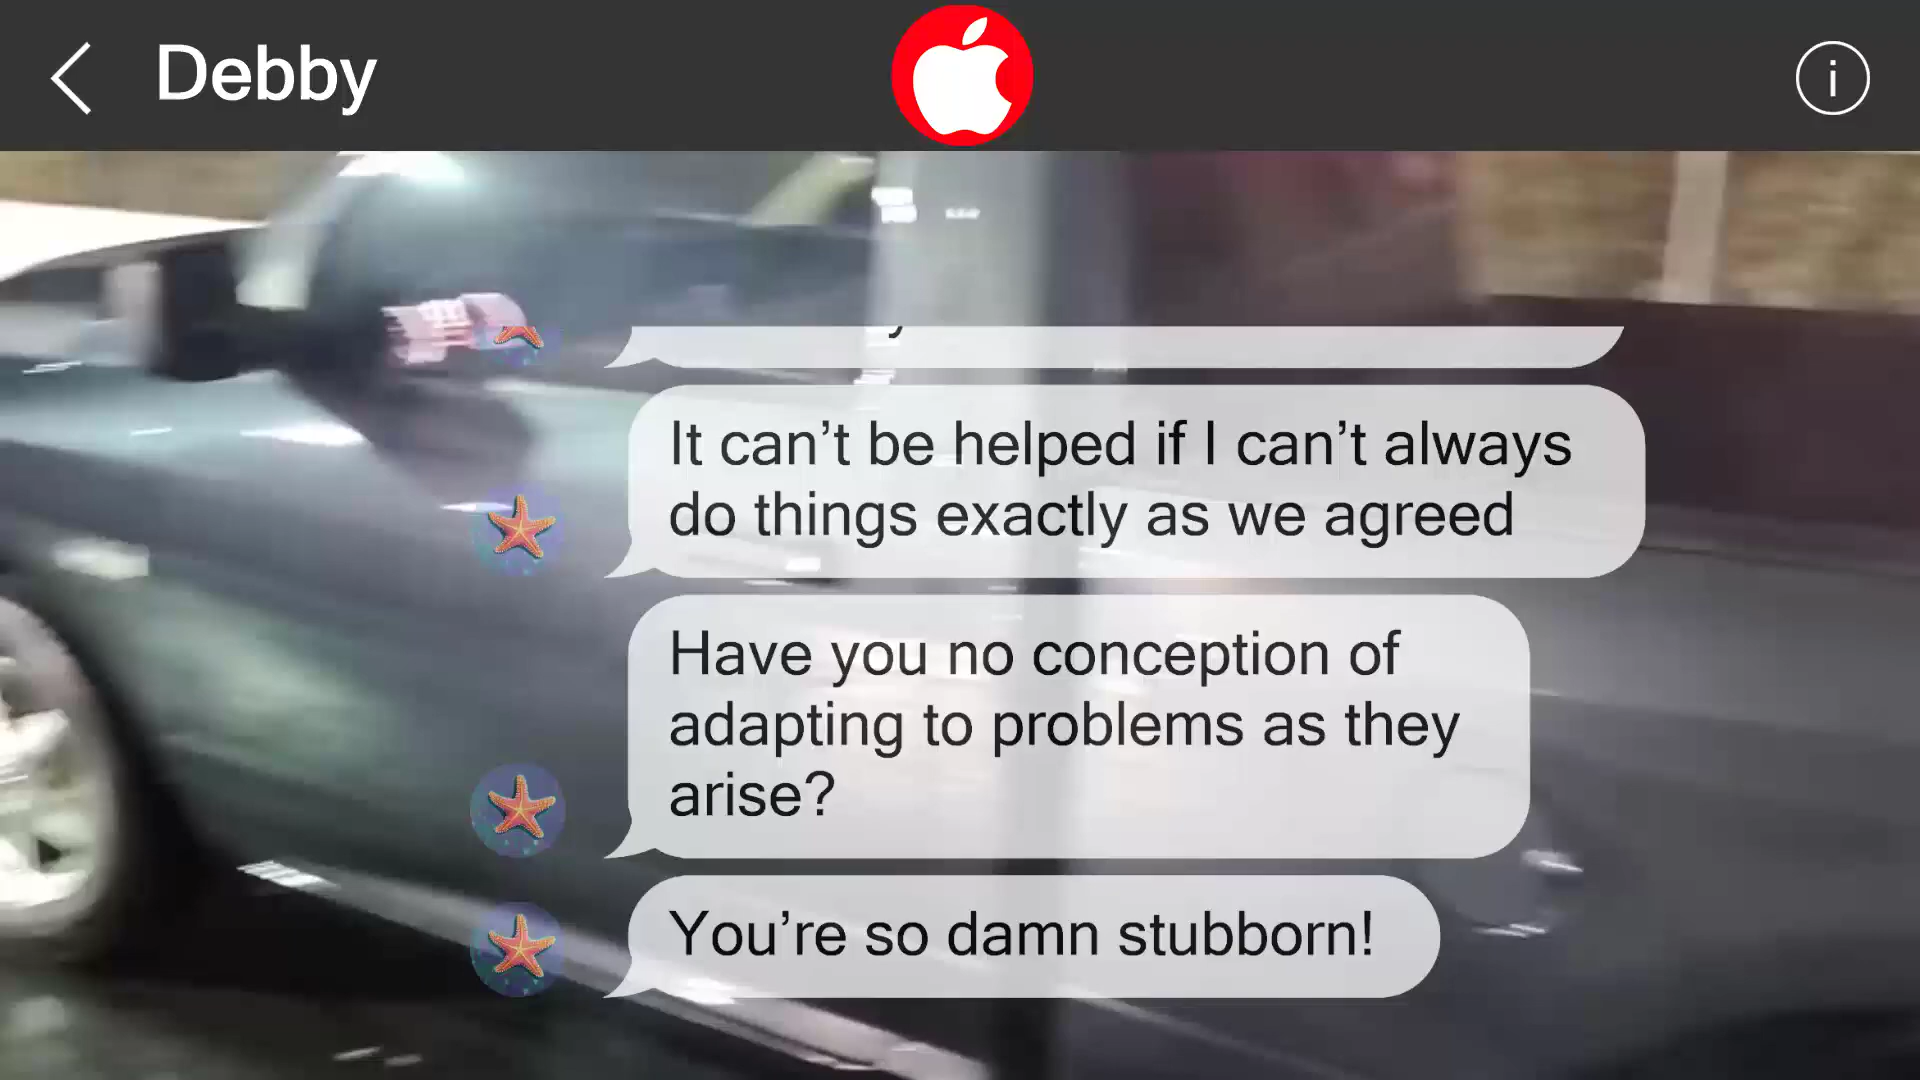 Debby
i
It can’t be helped if I can’t always
do things exactly as we agreed
Have you no conception of
adapting to problems as they
arise?
You’re so damn stubborn!